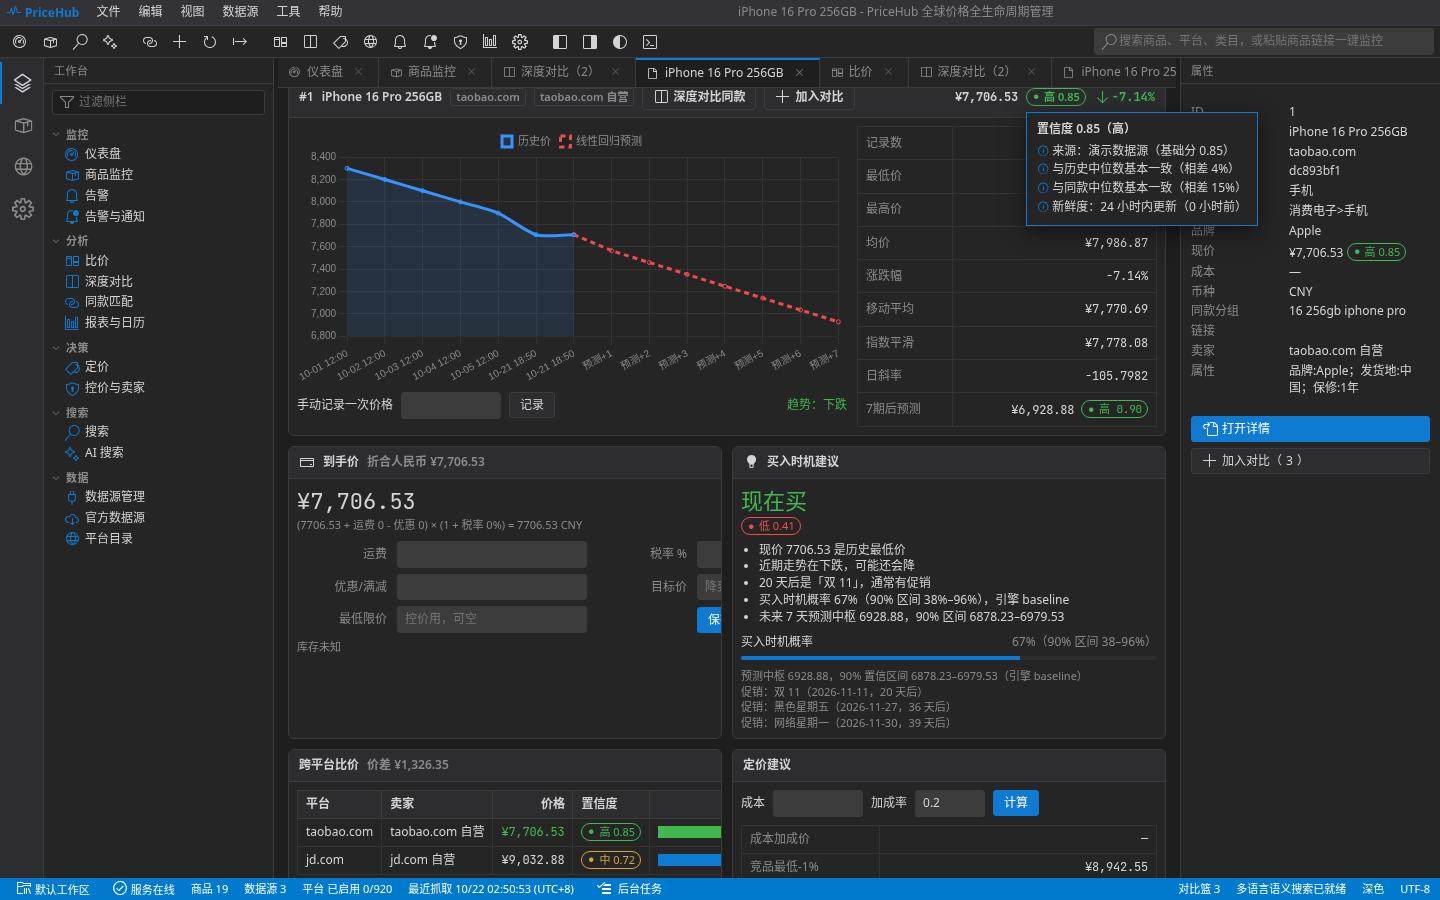 PriceHub 文件 编辑 视图 数据源 工具 帮助 iPhone 16 Pro 256GB - PriceHub 全球价格全生命周期管理
搜索商品、平台、类目，或粘贴商品链接一键监控
工作台
过滤侧栏
监控
仪表盘
商品监控
告警
告警与通知
分析
比价
深度对比
同款匹配
报表与日历
决策
定价
控价与卖家
搜索
搜索
AI 搜索
数据
数据源管理
官方数据源
平台目录
仪表盘 商品监控 深度对比（2） iPhone 16 Pro 256GB 比价 深度对比（2） iPhone 16 Pro 25
#1 iPhone 16 Pro 256GB taobao.com taobao.com 自营 深度对比同款 加入对比 ¥7,706.53 高 0.85 -7.14%
置信度 0.85（高）
来源：演示数据源（基础分 0.85）
与历史中位数基本一致（相差 4%）
与同款中位数基本一致（相差 15%）
新鲜度：24 小时内更新（0 小时前）
历史价 线性回归预测
8,400
8,200
8,000
7,800
7,600
7,400
7,200
7,000
6,800
10-01 12:00 10-02 12:00 10-03 12:00 10-04 12:00 10-05 12:00 10-21 18:50 10-21 18:50 预测+1 预测+2 预测+3 预测+4 预测+5 预测+6 预测+7
手动记录一次价格 记录 趋势：下跌
记录数
最低价
最高价
均价 ¥7,986.87
涨跌幅 -7.14%
移动平均 ¥7,770.69
指数平滑 ¥7,778.08
日斜率 -105.7982
7期后预测 ¥6,928.88 高 0.90
到手价 折合人民币 ¥7,706.53
¥7,706.53
(7706.53 + 运费 0 - 优惠 0) × (1 + 税率 0%) = 7706.53 CNY
运费 税率 %
优惠/满减 目标价
最低限价 控价用，可空
库存未知
买入时机建议
现在买
低 0.41
现价 7706.53 是历史最低价
近期走势在下跌，可能还会降
20 天后是「双 11」，通常有促销
买入时机概率 67%（90% 区间 38%–96%），引擎 baseline
未来 7 天预测中枢 6928.88，90% 区间 6878.23–6979.53
买入时机概率 67%（90% 区间 38–96%）
预测中枢 6928.88，90% 置信区间 6878.23–6979.53（引擎 baseline）
促销：双 11（2026-11-11，20 天后）
促销：黑色星期五（2026-11-27，36 天后）
促销：网络星期一（2026-11-30，39 天后）
跨平台比价 价差 ¥1,326.35
平台 卖家 价格 置信度
taobao.com taobao.com 自营 ¥7,706.53 高 0.85
jd.com jd.com 自营 ¥9,032.88 中 0.72
定价建议
成本 加成率 0.2 计算
成本加成价 —
竞品最低-1% ¥8,942.55
属性
ID 1
iPhone 16 Pro 256GB
taobao.com
dc893bf1
手机
消费电子>手机
品牌 Apple
现价 ¥7,706.53 高 0.85
成本 —
币种 CNY
同款分组 16 256gb iphone pro
链接
卖家 taobao.com 自营
属性 品牌:Apple；发货地:中
国；保修:1年
打开详情
加入对比（ 3 ）
默认工作区 服务在线 商品 19 数据源 3 平台 已启用 0/920 最近抓取 10/22 02:50:53 (UTC+8) 后台任务 对比篮 3 多语言语义搜索已就绪 深色 UTF-8